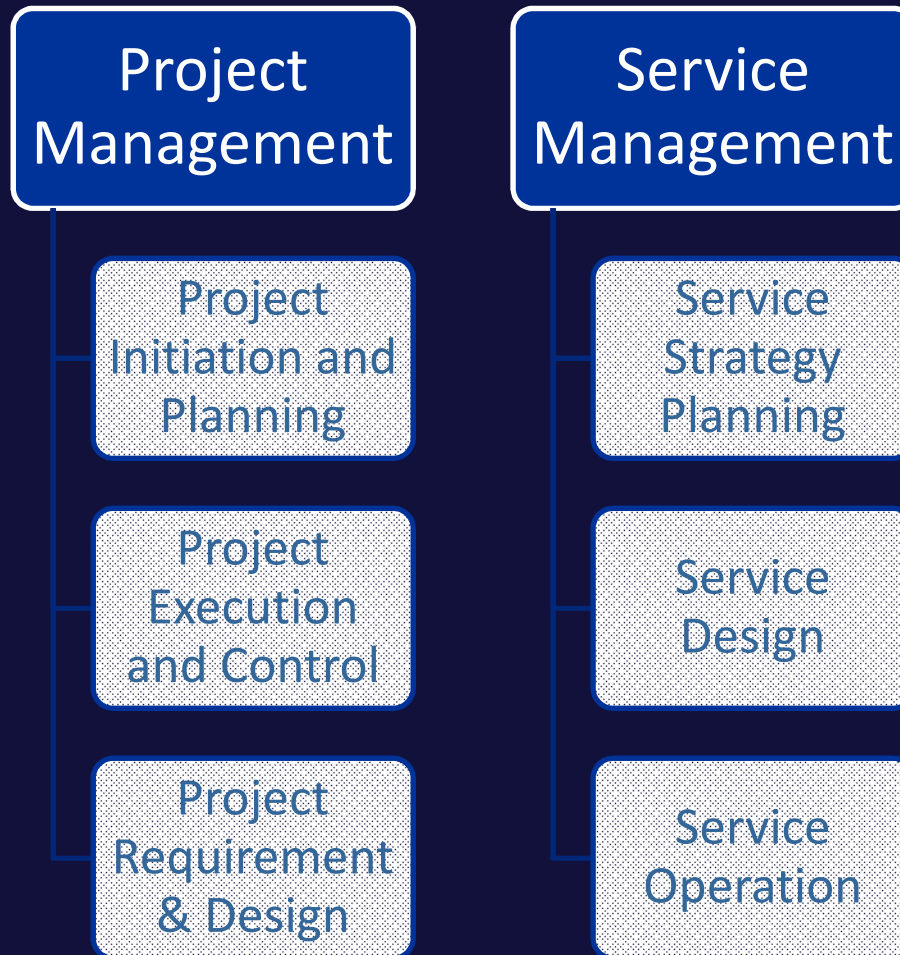 Project
Management
Project
Initiation and
Planning
Project
Execution
and Control
Project
Requirement
& Design
Service
Management
Service
Strategy
Planning
Service
Design
Service
Operation